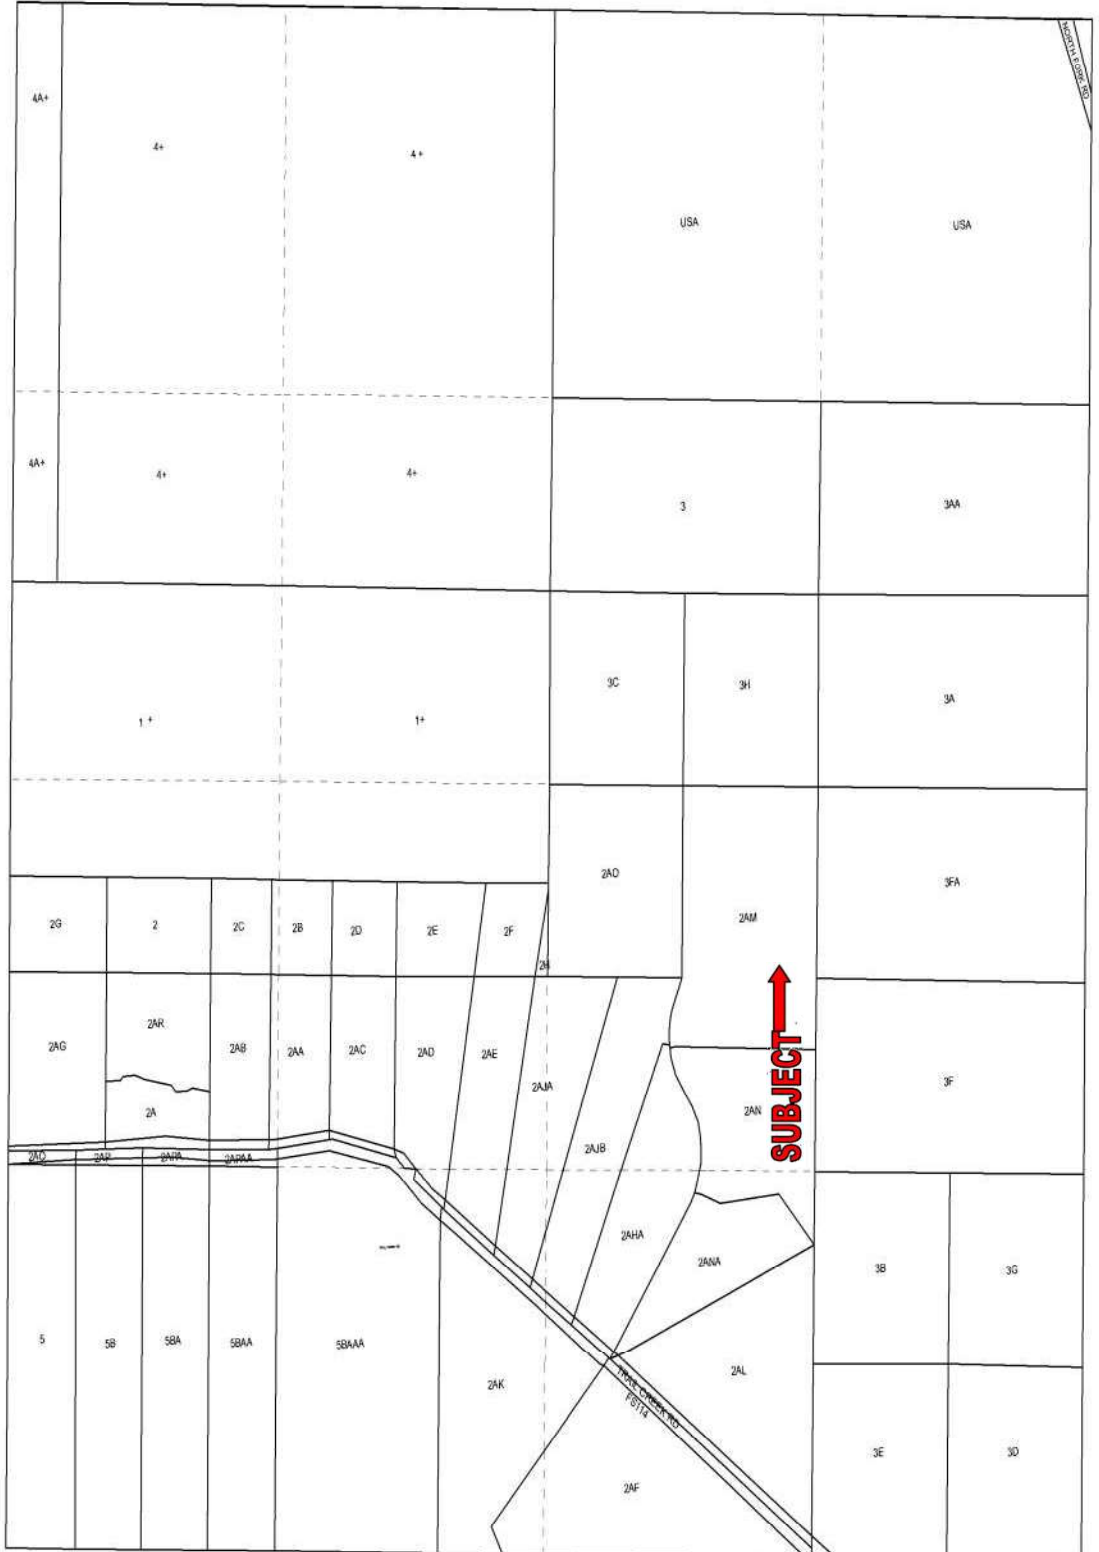 NORTH FORK RD
4A+
4+
4+
USA
USA
4A+
4+
4+
3
3AA
3C
3H
3A
1 +
1+
2AO
3FA
2G
2
2C
2B
2D
2E
2F
2AM
2H
2AG
2AR
2AB
2AA
2AC
2AD
2AE
2AJA
2AJB
2AN
3F
SUBJECT
2A
2AQ
2AP
2APA
2APAA
2AHA
2ANA
3B
3G
5
5B
5BA
5BAA
5BAAA
2AK
2AL
TRAIL CREEK RD
FS114
2AF
3E
3D